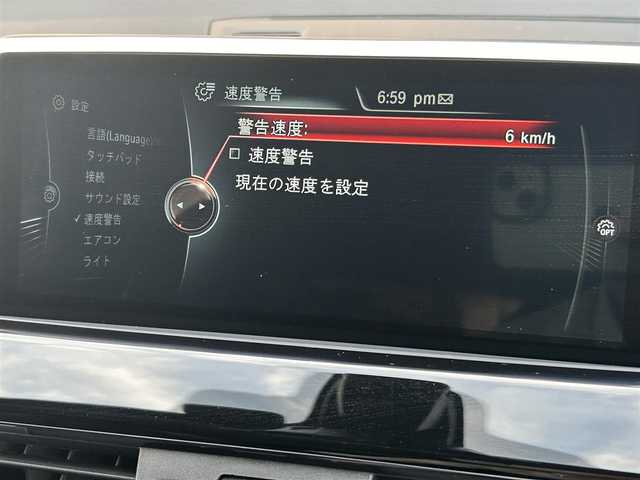 設定
言語(Language)
タッチパッド
接続
サウンド設定
✓ 速度警告
エアコン
ライト
速度警告
6:59 pm
警告速度: 6 km/h
速度警告
現在の速度を設定
OPT